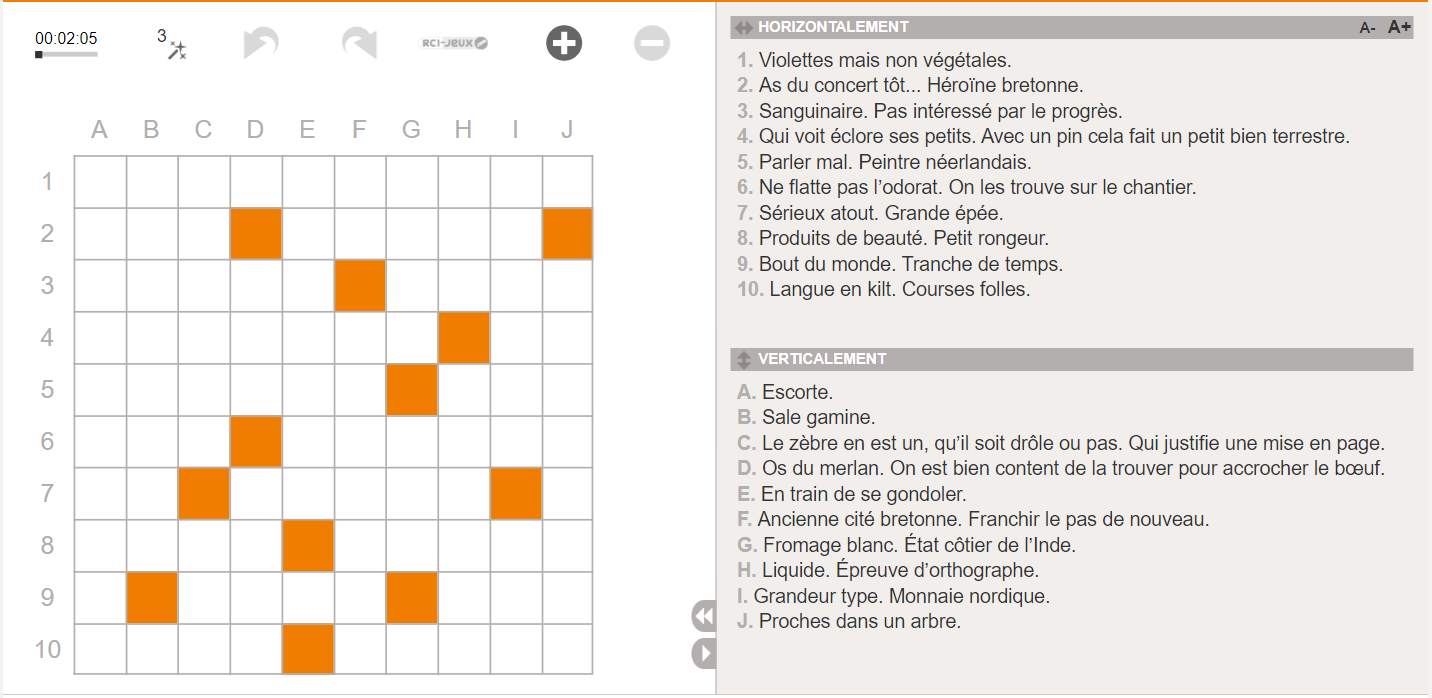 00:02:05
3
RCI-JEUX
A B C D E F G H I J
1
2
3
4
5
6
7
8
9
10
HORIZONTALEMENT A- A+
1. Violettes mais non végétales.
2. As du concert tôt... Héroïne bretonne.
3. Sanguinaire. Pas intéressé par le progrès.
4. Qui voit éclore ses petits. Avec un pin cela fait un petit bien terrestre.
5. Parler mal. Peintre néerlandais.
6. Ne flatte pas l’odorat. On les trouve sur le chantier.
7. Sérieux atout. Grande épée.
8. Produits de beauté. Petit rongeur.
9. Bout du monde. Tranche de temps.
10. Langue en kilt. Courses folles.
VERTICALEMENT
A. Escorte.
B. Sale gamine.
C. Le zèbre en est un, qu’il soit drôle ou pas. Qui justifie une mise en page.
D. Os du merlan. On est bien content de la trouver pour accrocher le bœuf.
E. En train de se gondoler.
F. Ancienne cité bretonne. Franchir le pas de nouveau.
G. Fromage blanc. État côtier de l’Inde.
H. Liquide. Épreuve d’orthographe.
I. Grandeur type. Monnaie nordique.
J. Proches dans un arbre.